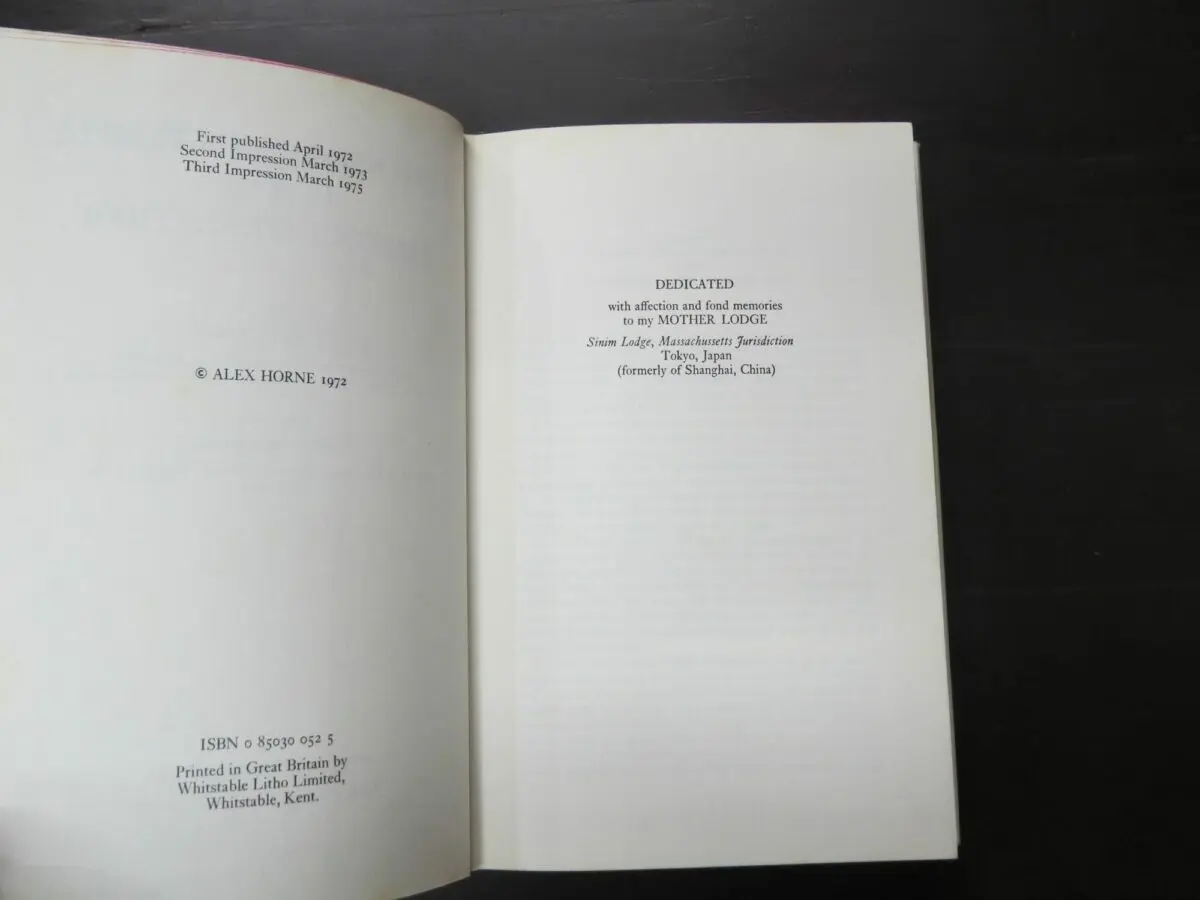 First published April 1972
Second Impression March 1973
Third Impression March 1975
© ALEX HORNE 1972
ISBN 0 85030 052 5
Printed in Great Britain by
Whitstable Litho Limited,
Whitstable, Kent.
DEDICATED
with affection and fond memories
to my MOTHER LODGE
Sinim Lodge, Massachussetts Jurisdiction
Tokyo, Japan
(formerly of Shanghai, China)